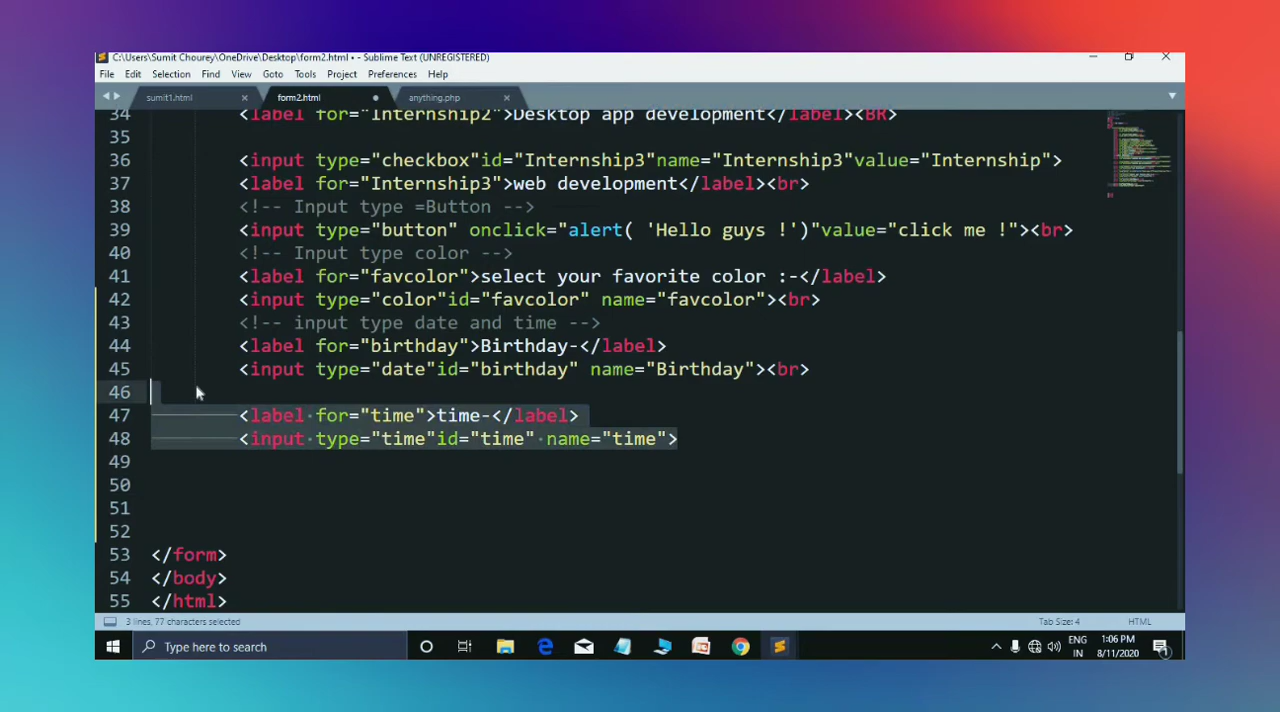 C:\Users\Sumit Chourey\OneDrive\Desktop\form2.html • - Sublime Text (UNREGISTERED)
File Edit Selection Find View Goto Tools Project Preferences Help
sumit1.html form2.html anything.php
34 <label for="Internship2">Desktop app development</label><BR>
35
36 <input type="checkbox"id="Internship3"name="Internship3"value="Internship">
37 <label for="Internship3">web development</label><br>
38 <!-- Input type =Button -->
39 <input type="button" onclick="alert( 'Hello guys !')"value="click me !"><br>
40 <!-- Input type color -->
41 <label for="favcolor">select your favorite color :-</label>
42 <input type="color"id="favcolor" name="favcolor"><br>
43 <!-- input type date and time -->
44 <label for="birthday">Birthday-</label>
45 <input type="date"id="birthday" name="Birthday"><br>
46
47 <label for="time">time-</label>
48 <input type="time"id="time" name="time">
49
50
51
52
53 </form>
54 </body>
55 </html>
3 lines, 77 characters selected Tab Size: 4 HTML
Type here to search ENG 1:06 PM
IN 8/11/2020